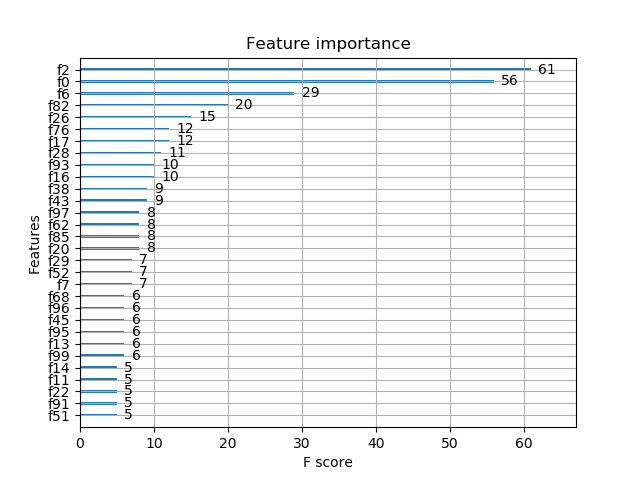 Feature importance
Features
f2 61
f0 56
f6 29
f82 20
f26 15
f76 12
f17 12
f28 11
f93 10
f16 10
f38 9
f43 9
f97 8
f62 8
f85 8
f20 8
f29 7
f52 7
f7 7
f68 6
f96 6
f45 6
f95 6
f13 6
f99 6
f14 5
f11 5
f22 5
f91 5
f51 5
0 10 20 30 40 50 60
F score